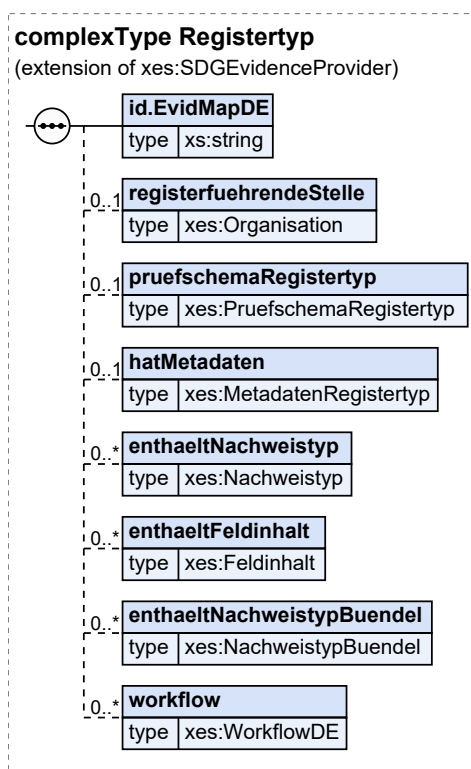 complexType Registertyp
(extension of xes:SDGEvidenceProvider)
id.EvidMapDE
type xs:string
0..1 registerfuehrendeStelle
type xes:Organisation
0..1 pruefschemaRegistertyp
type xes:PruefschemaRegistertyp
0..1 hatMetadaten
type xes:MetadatenRegistertyp
0..* enthaeltNachweistyp
type xes:Nachweistyp
0..* enthaeltFeldinhalt
type xes:Feldinhalt
0..* enthaeltNachweistypBuendel
type xes:NachweistypBuendel
0..* workflow
type xes:WorkflowDE